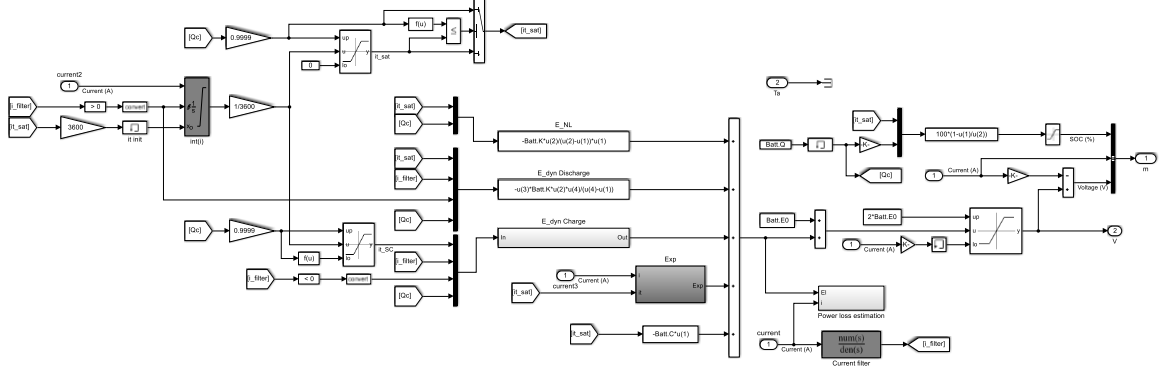 [Qc]
0.9999
f(u)
≤
[it_sat]
up
u
lo
y
it_sat
0
current2
1
Current (A)
[i_filter]
> 0
convert
[it_sat]
3600
it init
1
s
xo
int(i)
1/3600
[it_sat]
[Qc]
E_NL
-Batt.K*u(2)/(u(2)-u(1))*u(1)
[it_sat]
[i_filter]
[Qc]
E_dyn Discharge
-u(3)*Batt.K*u(2)*u(4)/(u(4)-u(1))
[Qc]
0.9999
up
u
lo
y
it_SC
f(u)
[i_filter]
< 0
convert
[i_filter]
[Qc]
E_dyn Charge
In
Out
1
Current (A)
current3
[it_sat]
Exp
i
it
Exp
[it_sat]
-Batt.C*u(1)
+
+
+
+
+
2
Ta
Batt.Q
[it_sat]
-K-
[Qc]
100*(1-u(1)/u(2))
SOC (%)
1
Current (A)
-K-
Voltage (V)
1
m
Batt.E0
+
+
2*Batt.E0
1
Current (A)
-K-
up
u
lo
y
2
V
EI
i
Power loss estimation
current
1
Current (A)
num(s)
den(s)
Current filter
[i_filter]